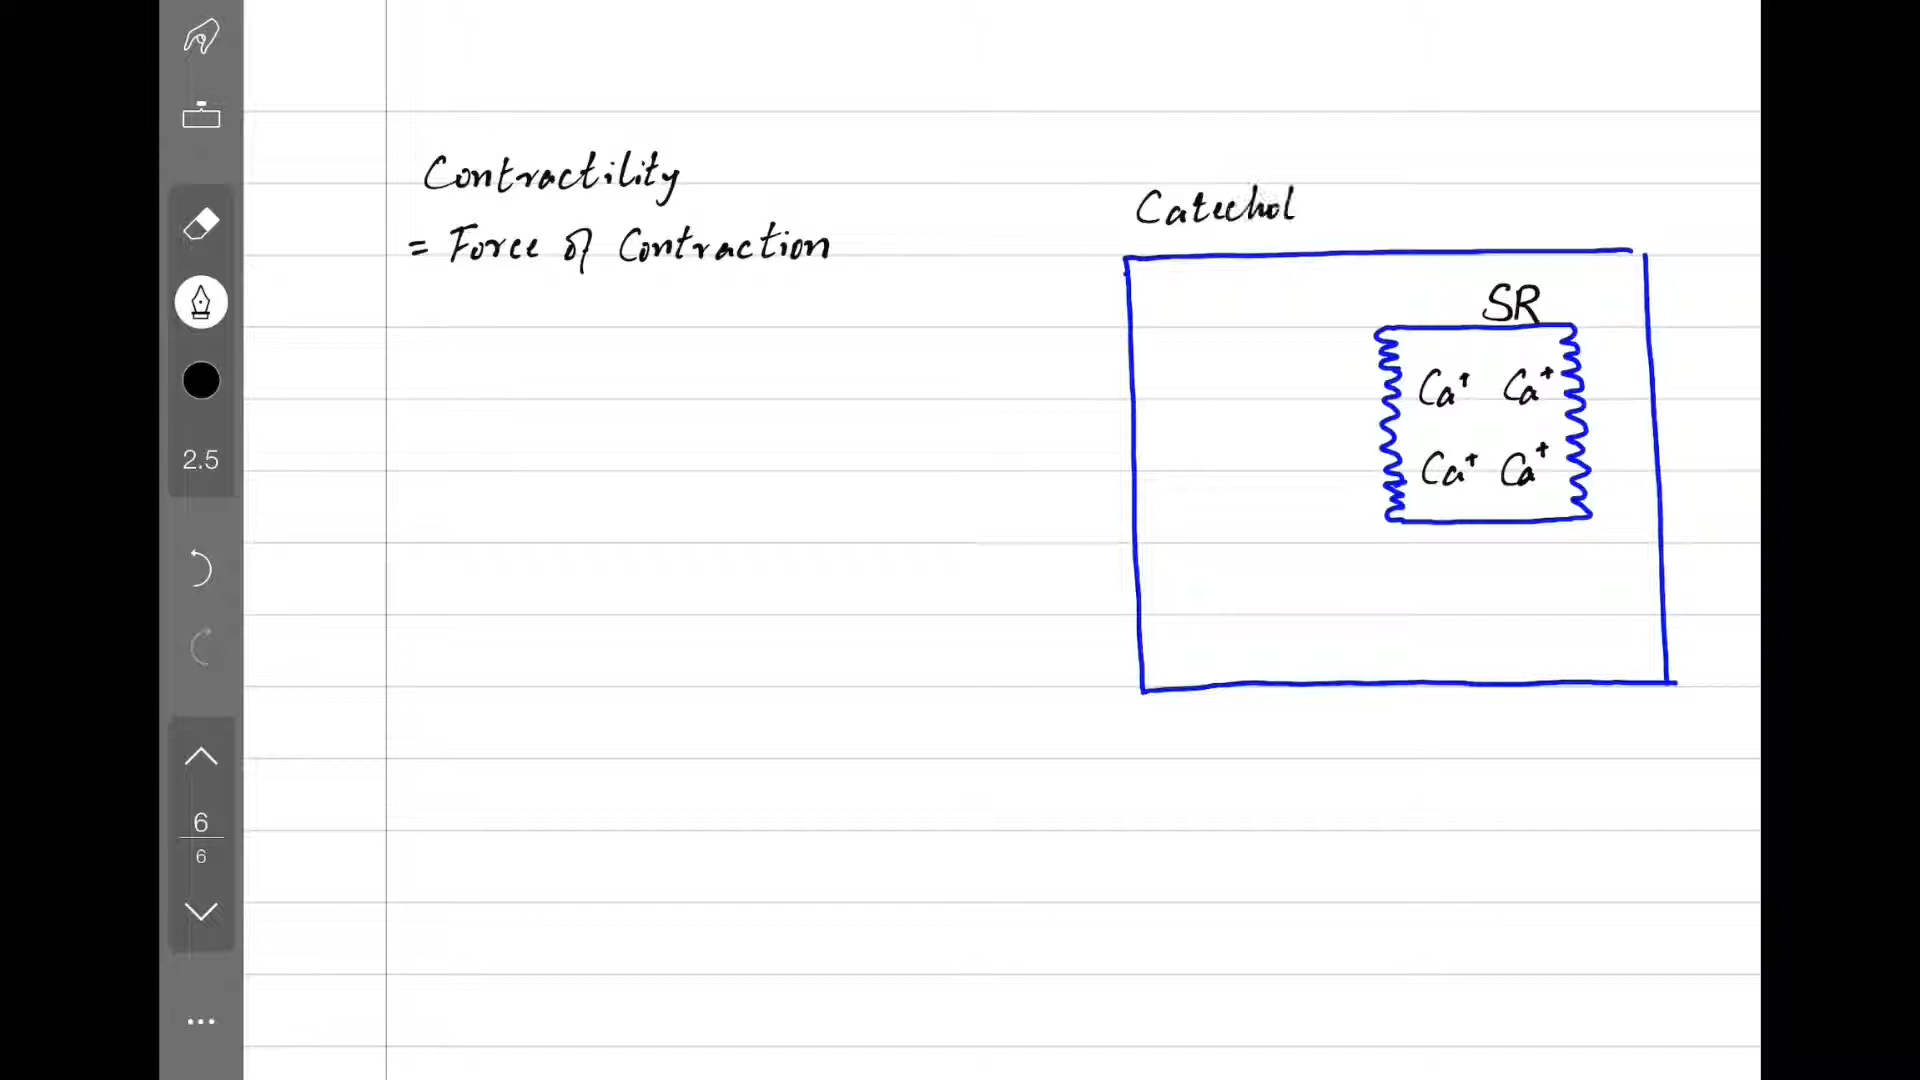 Contractility
= Force of Contraction
Catechol
SR
Ca⁺ Ca⁺
Ca⁺ Ca⁺
2.5
6
6